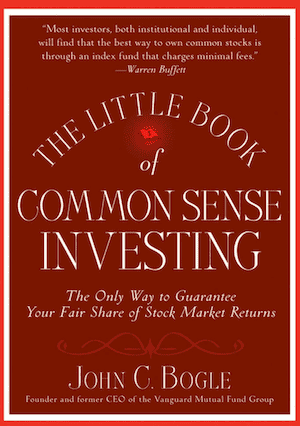 “Most investors, both institutional and individual,
will find that the best way to own common stocks is
through an index fund that charges minimal fees.”
—Warren Buffett
THE LITTLE BOOK
of
COMMON SENSE
INVESTING
The Only Way to Guarantee
Your Fair Share of Stock Market Returns
JOHN C. BOGLE
Founder and former CEO of the Vanguard Mutual Fund Group